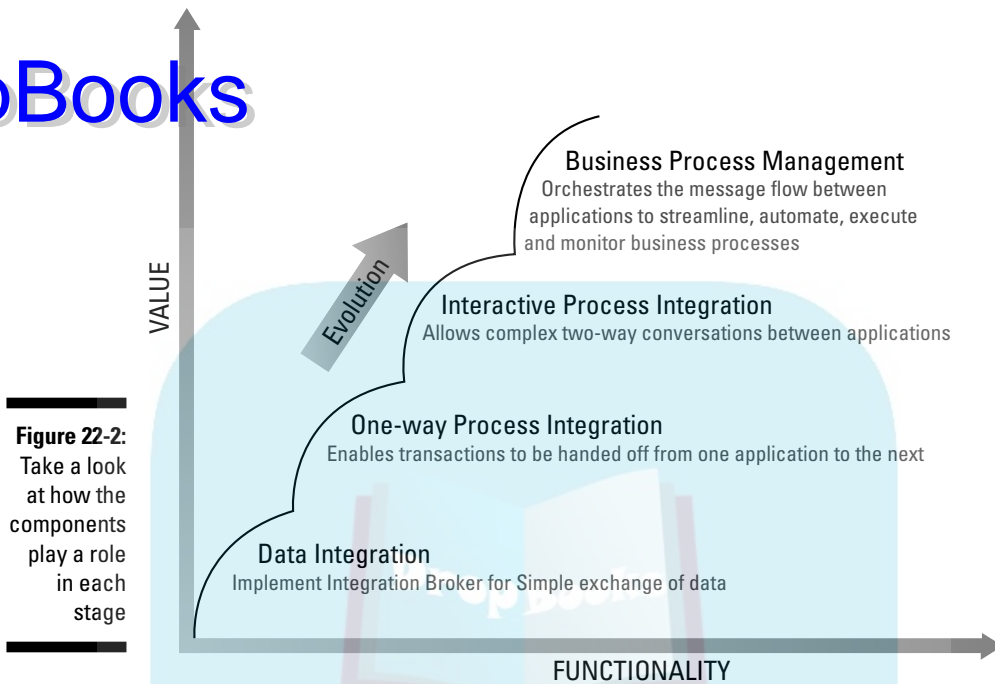 pBooks
Business Process Management
Orchestrates the message flow between
applications to streamline, automate, execute
and monitor business processes
VALUE
Evolution
Interactive Process Integration
Allows complex two-way conversations between applications
Figure 22-2:
Take a look
at how the
components
play a role
in each
stage
One-way Process Integration
Enables transactions to be handed off from one application to the next
Data Integration
Implement Integration Broker for Simple exchange of data
Drop Books
FUNCTIONALITY